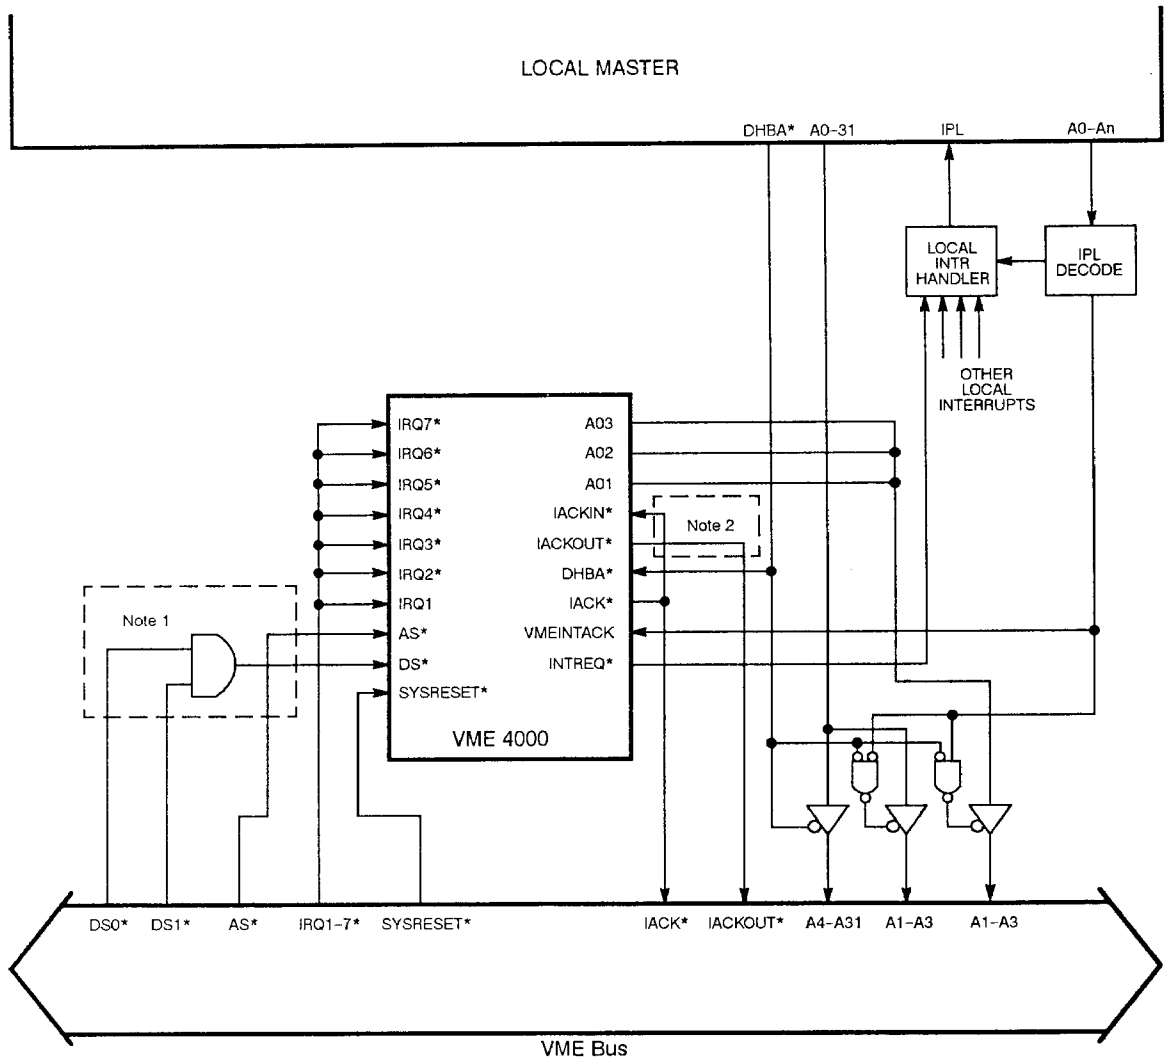 LOCAL MASTER
DHBA* A0-31 IPL A0-An
LOCAL
INTR
HANDLER
IPL
DECODE
OTHER
LOCAL
INTERRUPTS
IRQ7* A03
IRQ6* A02
IRQ5* A01
IRQ4* IACKIN*
Note 2
IRQ3* IACKOUT*
IRQ2* DHBA*
IRQ1 IACK*
Note 1
AS* VMEINTACK
DS* INTREQ*
SYSRESET*
VME 4000
DS0* DS1* AS* IRQ1-7* SYSRESET* IACK* IACKOUT* A4-A31 A1-A3 A1-A3
VME Bus